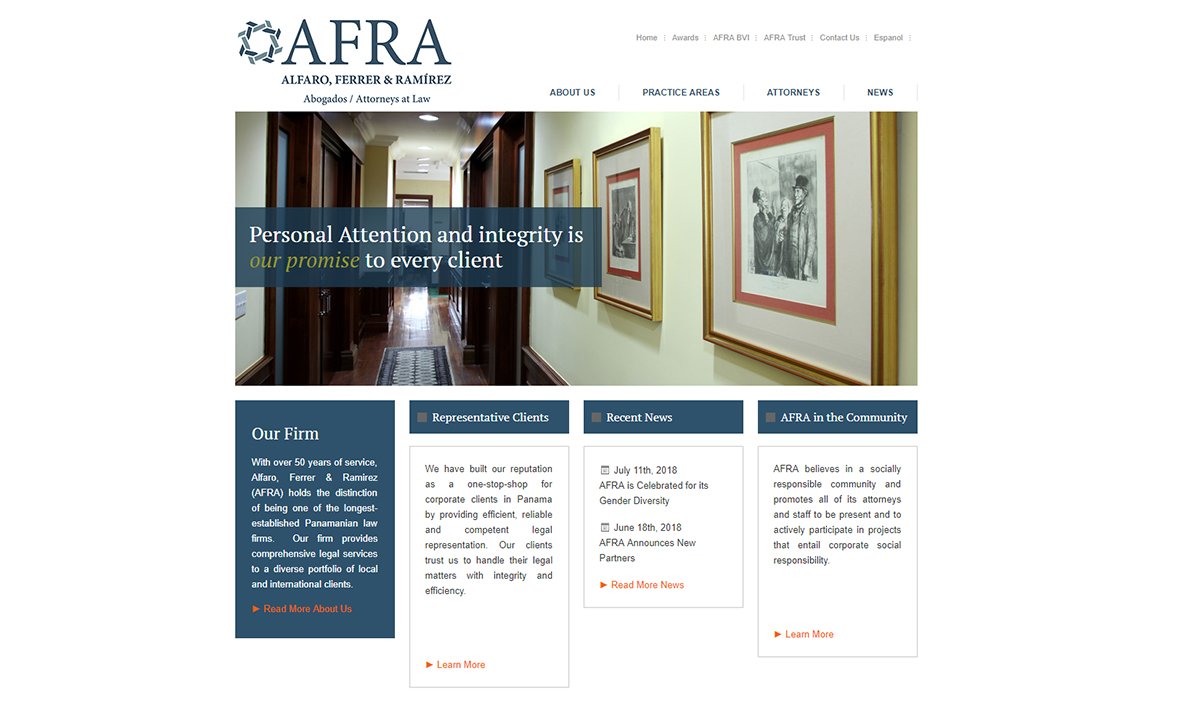 AFRA
ALFARO, FERRER & RAMÍREZ
Abogados / Attorneys at Law
Home
Awards
AFRA BVI
AFRA Trust
Contact Us
Espanol
ABOUT US
PRACTICE AREAS
ATTORNEYS
NEWS
Personal Attention and integrity is
our promise to every client
Our Firm
With over 50 years of service,
Alfaro, Ferrer & Ramirez
(AFRA) holds the distinction
of being one of the longest-
established Panamanian law
firms. Our firm provides
comprehensive legal services
to a diverse portfolio of local
and international clients.
► Read More About Us
Representative Clients
We have built our reputation
as a one-stop-shop for
corporate clients in Panama
by providing efficient, reliable
and competent legal
representation. Our clients
trust us to handle their legal
matters with integrity and
efficiency.
► Learn More
Recent News
July 11th, 2018
AFRA is Celebrated for its
Gender Diversity
June 18th, 2018
AFRA Announces New
Partners
► Read More News
AFRA in the Community
AFRA believes in a socially
responsible community and
promotes all of its attorneys
and staff to be present and to
actively participate in projects
that entail corporate social
responsibility.
► Learn More